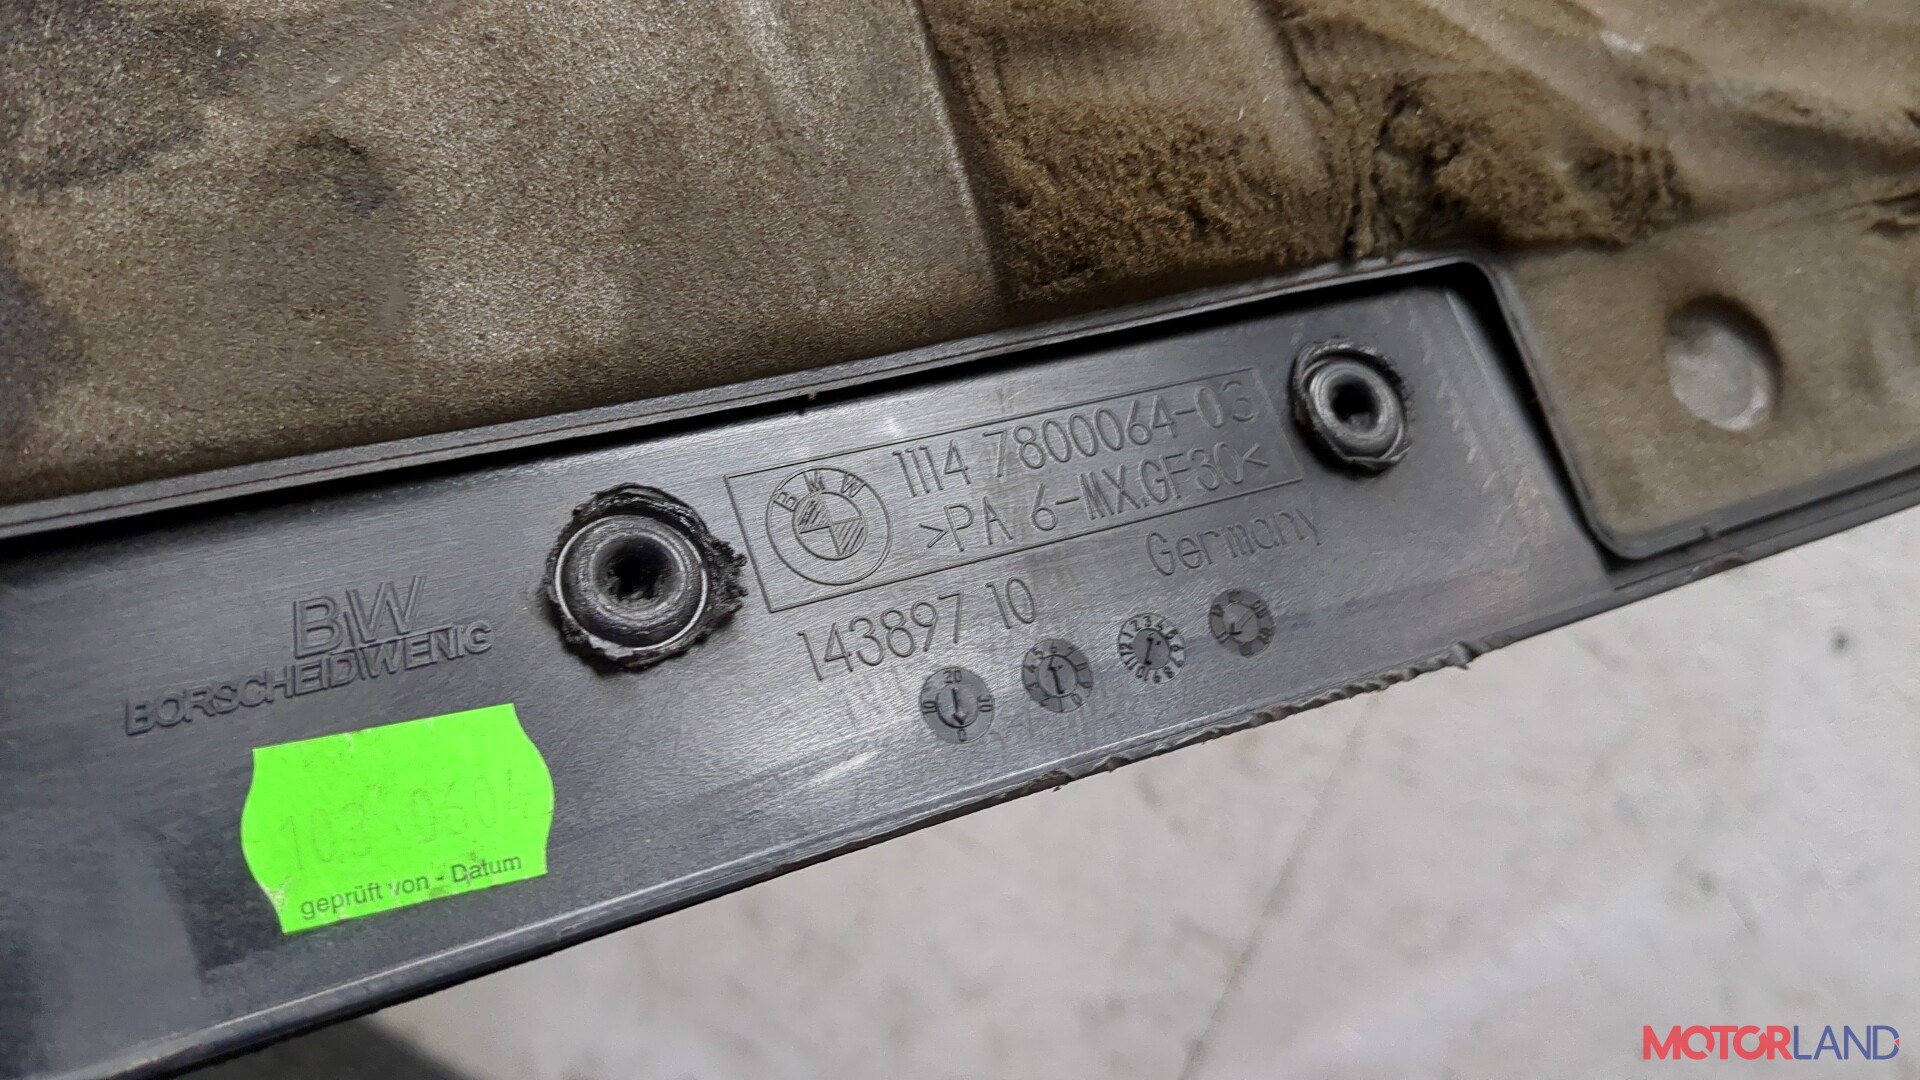 BMW
1114 7800064-03
>PA 6-MX.GF30<
Germany
143897 10
BW
BORSCHEIDWENIG
geprüft von - Datum
MOTORLAND